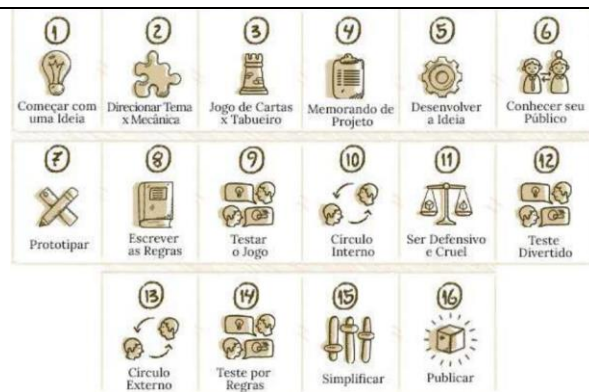 1
Começar com
uma Ideia
2
Direcionar Tema
x Mecânica
3
Jogo de Cartas
x Tabueiro
4
Memorando de
Projeto
5
Desenvolver
a Ideia
6
Conhecer seu
Público
7
Prototipar
8
Escrever
as Regras
9
Testar
o Jogo
10
Circulo
Interno
11
Ser Defensivo
e Cruel
12
Teste
Divertido
13
Círculo
Externo
14
Teste por
Regras
15
Simplificar
16
Publicar